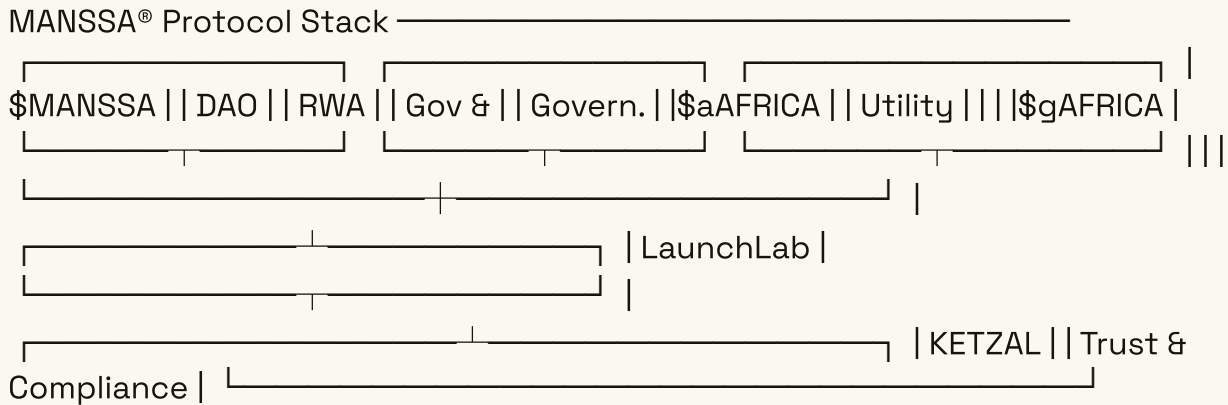 MANSSA® Protocol Stack ─────────────────────
┌──────────┐ ┌──────────┐ ┌─────────────┐ |
$MANSSA | | DAO | | RWA | | Gov & | | Govern. | |$aAFRICA | | Utility | | | |$gAFRICA |
└─────┬────┘ └─────┬────┘ └──────┬──────┘ | | |
└─────────────┼─────────────┘ |
┌─────────┴─────────┐ | LaunchLab |
└─────────┬─────────┘ |
┌──────────────┴─────────────┐ | KETZAL | | Trust &
Compliance | └───────────────────────────┘